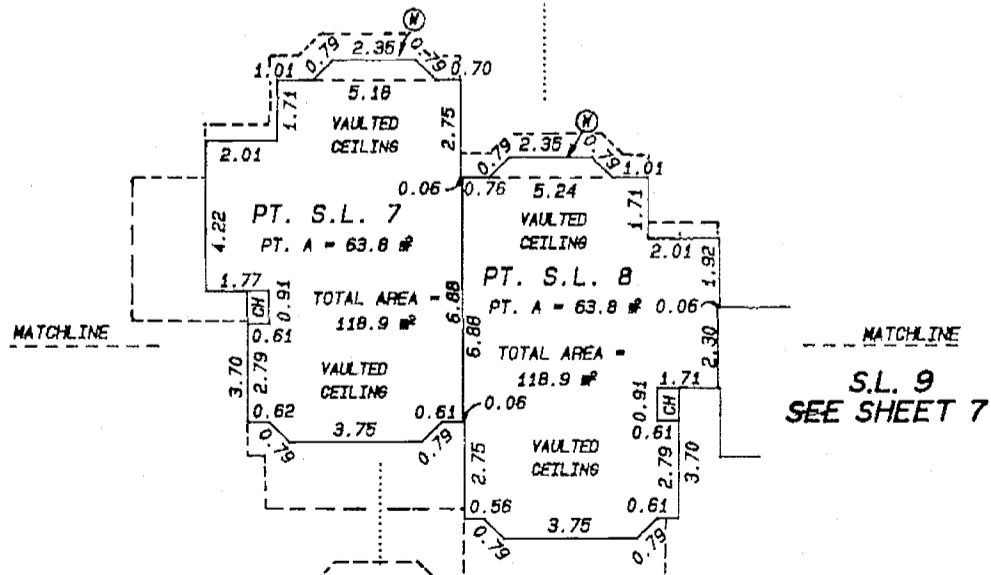 W
2.35
0.79
0.79
1.01
0.70
5.18
1.71
VAULTED
CEILING
2.75
2.01
W
2.35
0.79
0.79
1.01
0.06
0.76
5.24
1.71
VAULTED
CEILING
PT. S.L. 7
PT. A = 63.8 m²
4.22
2.01
1.92
PT. S.L. 8
PT. A = 63.8 m²
0.06
1.77
CH
0.91
TOTAL AREA =
118.9 m²
6.88
6.88
MATCHLINE
0.61
MATCHLINE
2.30
TOTAL AREA =
118.9 m²
3.70
2.79
VAULTED
CEILING
1.71
S.L. 9
SEE SHEET 7
0.91
CH
0.62
0.61
0.06
0.61
3.75
0.79
0.79
VAULTED
CEILING
2.75
2.79
3.70
0.56
0.61
3.75
0.79
0.79